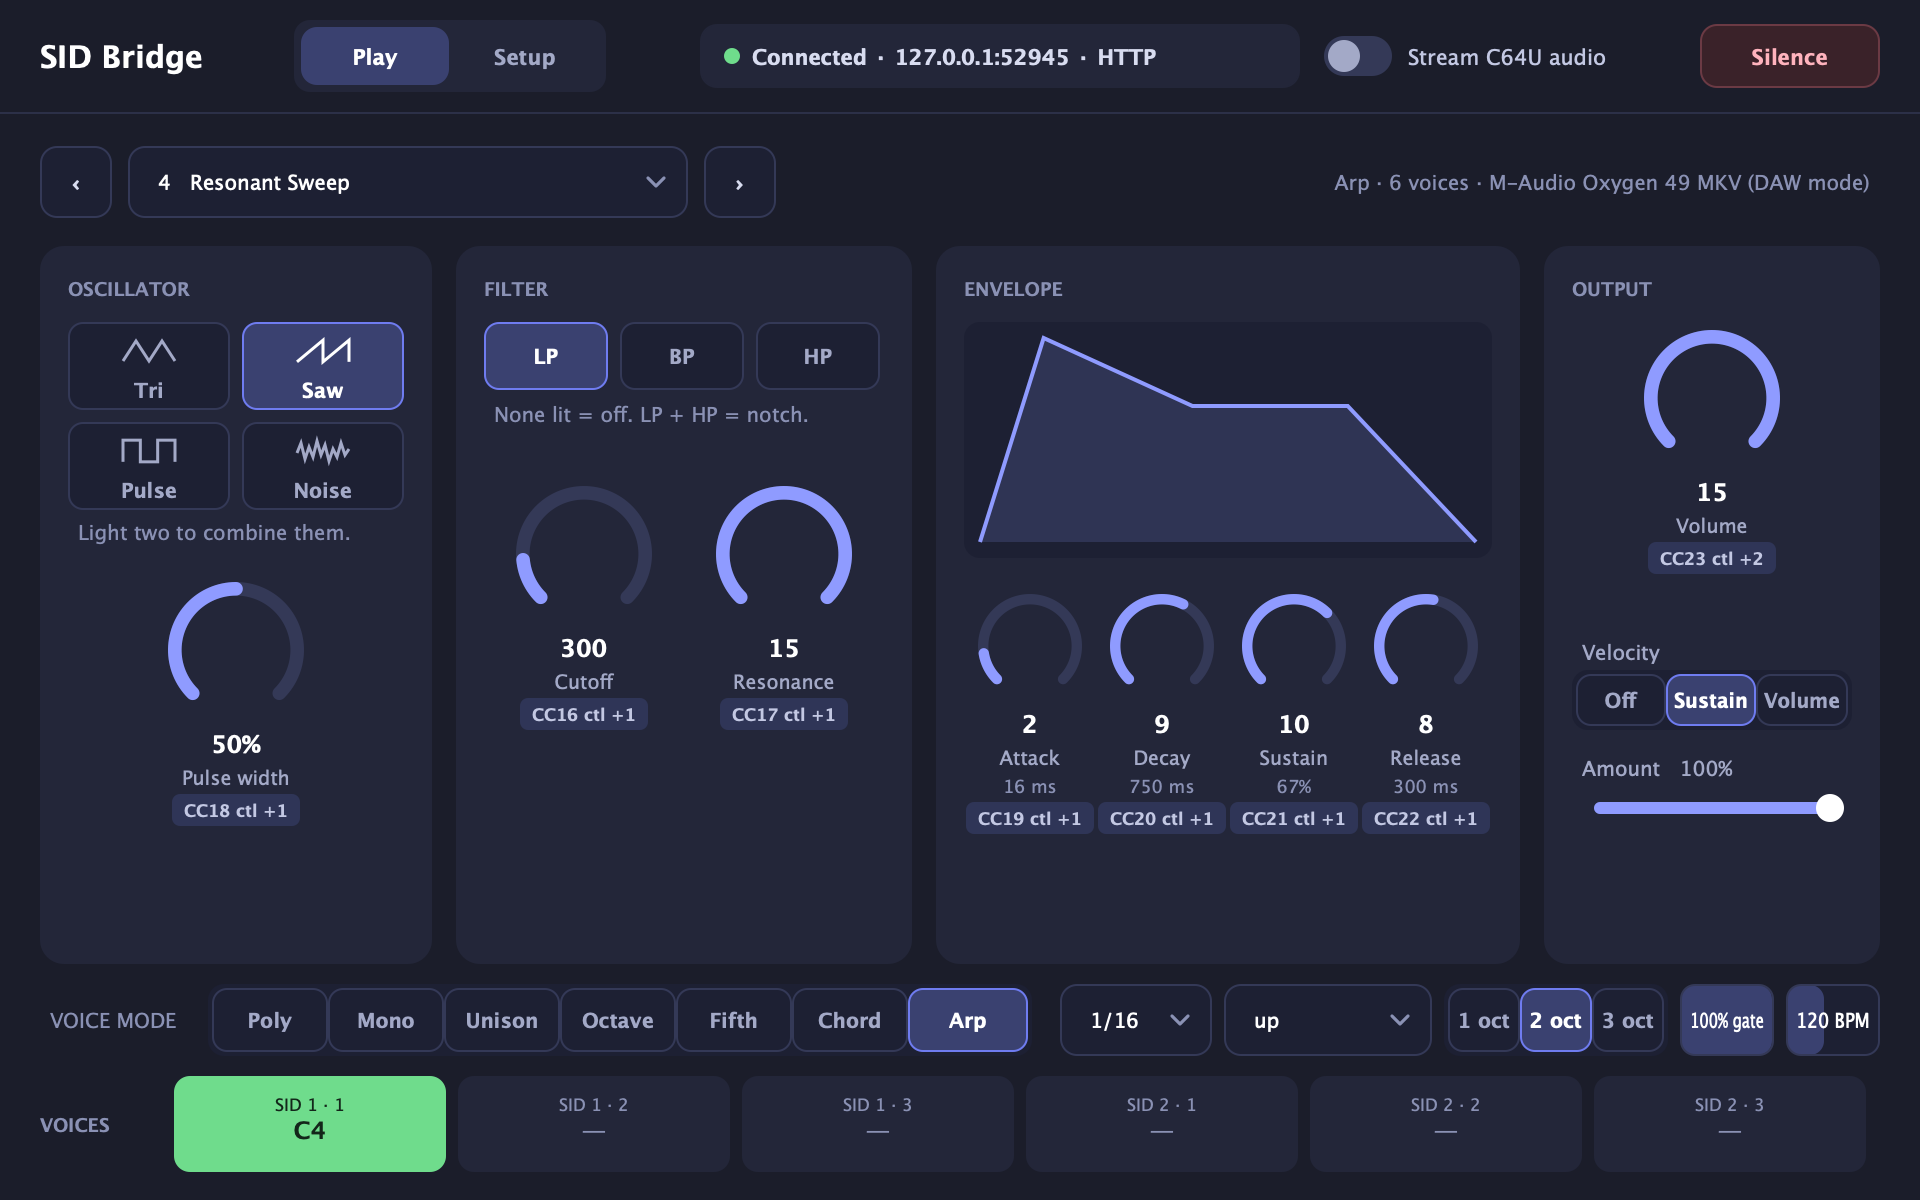 SID Bridge
Play
Setup
Connected · 127.0.0.1:52945 · HTTP
Stream C64U audio
Silence
‹
4 Resonant Sweep
›
Arp · 6 voices · M-Audio Oxygen 49 MKV (DAW mode)
OSCILLATOR
Tri
Saw
Pulse
Noise
Light two to combine them.
50%
Pulse width
CC18 ctl +1
FILTER
LP
BP
HP
None lit = off. LP + HP = notch.
300
Cutoff
CC16 ctl +1
15
Resonance
CC17 ctl +1
ENVELOPE
2
Attack
16 ms
CC19 ctl +1
9
Decay
750 ms
CC20 ctl +1
10
Sustain
67%
CC21 ctl +1
8
Release
300 ms
CC22 ctl +1
OUTPUT
15
Volume
CC23 ctl +2
Velocity
Off
Sustain
Volume
Amount 100%
VOICE MODE
Poly
Mono
Unison
Octave
Fifth
Chord
Arp
1/16
up
1 oct
2 oct
3 oct
100% gate
120 BPM
VOICES
SID 1 · 1
C4
SID 1 · 2
—
SID 1 · 3
—
SID 2 · 1
—
SID 2 · 2
—
SID 2 · 3
—